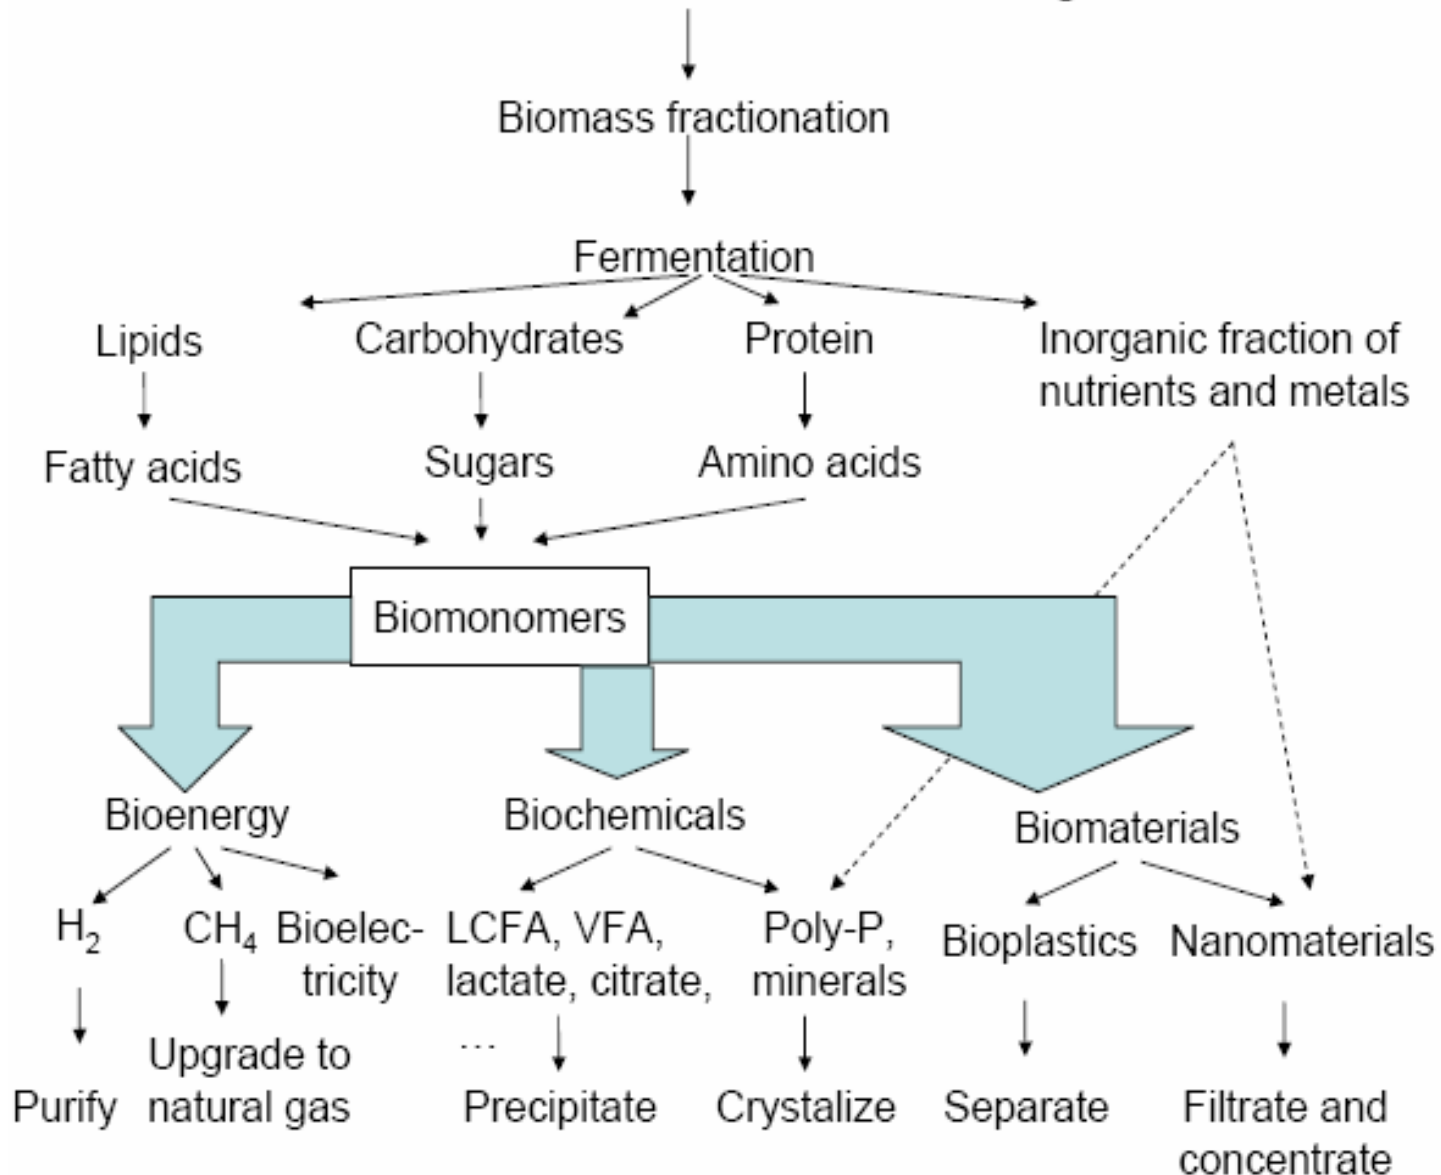 Biomass fractionation
Fermentation
Lipids
Carbohydrates
Protein
Inorganic fraction of
nutrients and metals
Fatty acids
Sugars
Amino acids
Biomonomers
Bioenergy
Biochemicals
Biomaterials
H₂
CH₄
Bioelec-
tricity
LCFA, VFA,
lactate, citrate,
...
Poly-P,
minerals
Bioplastics
Nanomaterials
Purify
Upgrade to
natural gas
Precipitate
Crystalize
Separate
Filtrate and
concentrate